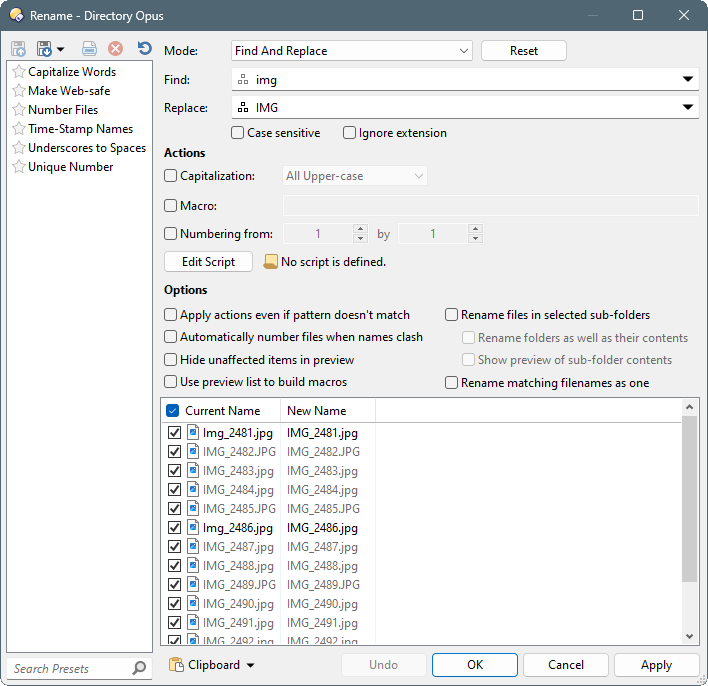 Rename - Directory Opus
Mode: Find And Replace Reset
Capitalize Words
Make Web-safe
Number Files
Time-Stamp Names
Underscores to Spaces
Unique Number
Find: img
Replace: IMG
Case sensitive Ignore extension
Actions
Capitalization: All Upper-case
Macro:
Numbering from: 1 by 1
Edit Script No script is defined.
Options
Apply actions even if pattern doesn't match
Automatically number files when names clash
Hide unaffected items in preview
Use preview list to build macros
Rename files in selected sub-folders
Rename folders as well as their contents
Show preview of sub-folder contents
Rename matching filenames as one
Current Name New Name
Img_2481.jpg IMG_2481.jpg
IMG_2482.JPG IMG_2482.JPG
IMG_2483.jpg IMG_2483.jpg
IMG_2484.jpg IMG_2484.jpg
IMG_2485.JPG IMG_2485.JPG
Img_2486.jpg IMG_2486.jpg
IMG_2487.jpg IMG_2487.jpg
IMG_2488.jpg IMG_2488.jpg
IMG_2489.JPG IMG_2489.JPG
IMG_2490.jpg IMG_2490.jpg
IMG_2491.jpg IMG_2491.jpg
IMG_2492.jpg IMG_2492.jpg
Search Presets
Clipboard Undo OK Cancel Apply